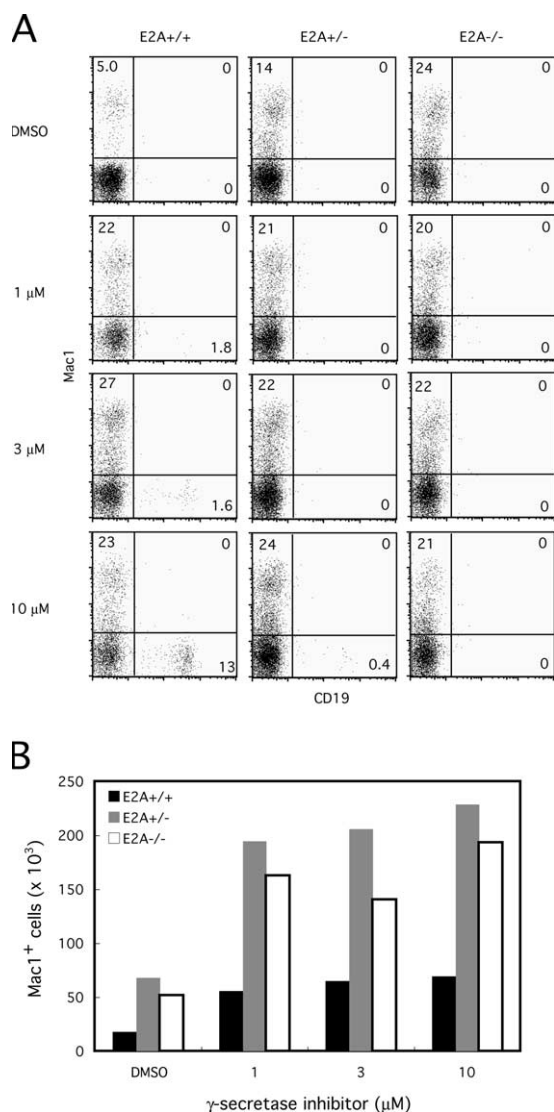 A
E2A+/+ E2A+/- E2A-/-
DMSO
5.0 0 14 0 24 0
0 0 0
1 μM
22 0 21 0 20 0
1.8 0 0
Mac1
3 μM
27 0 22 0 22 0
1.6 0 0
10 μM
23 0 24 0 21 0
13 0.4 0
CD19
B
250
200
150
100
50
0
Mac1+ cells (x 10³)
E2A+/+
E2A+/-
E2A-/-
DMSO 1 3 10
γ-secretase inhibitor (μM)